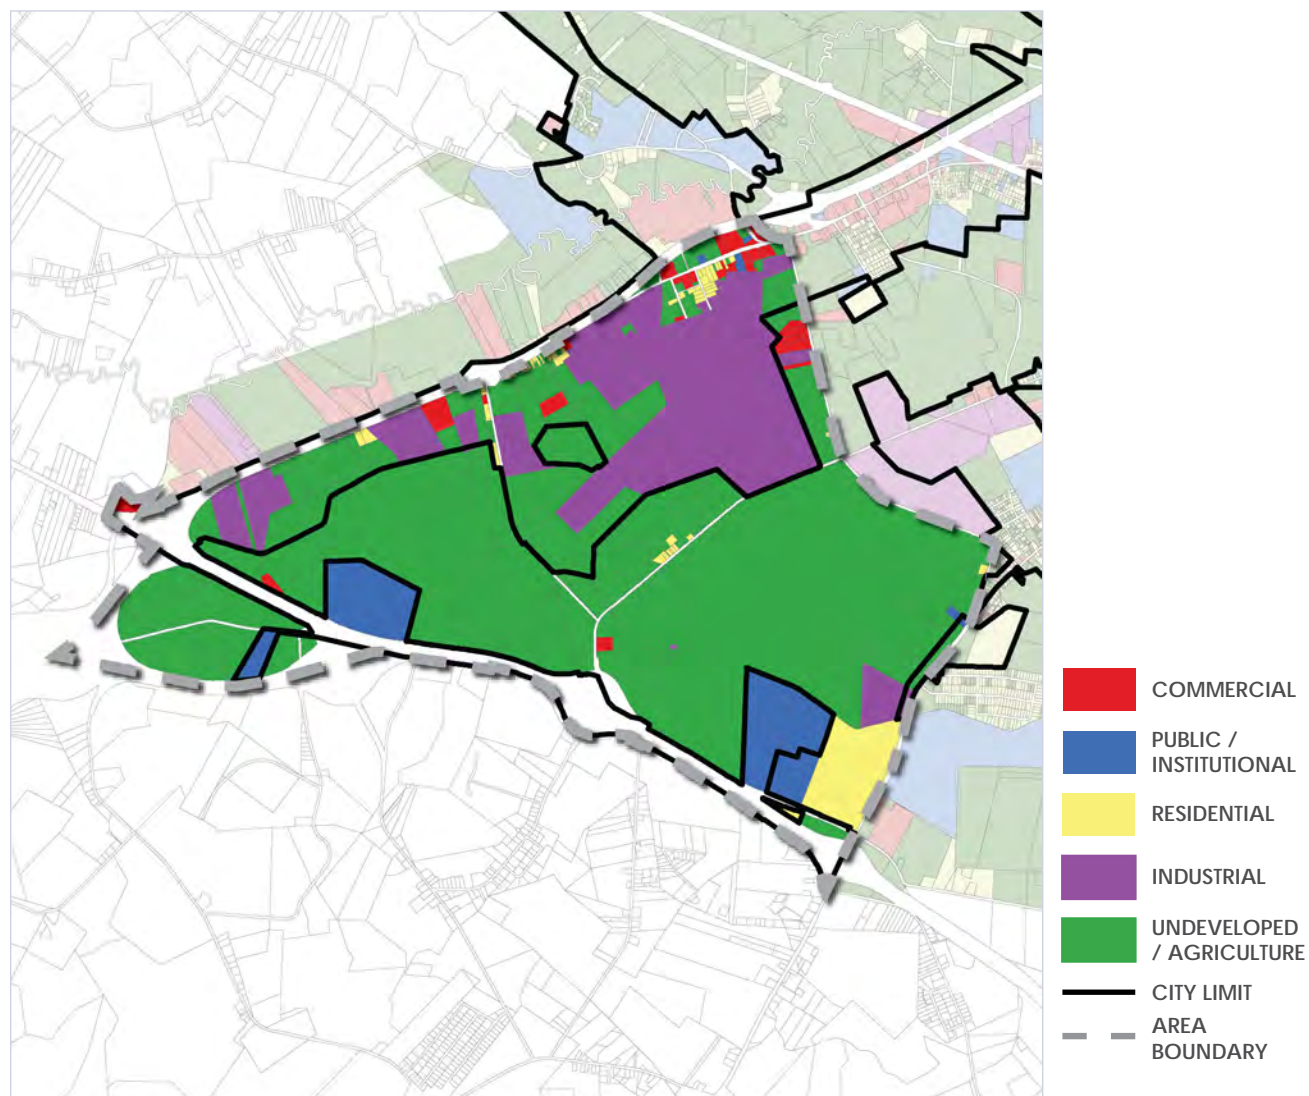 COMMERCIAL
PUBLIC /
INSTITUTIONAL
RESIDENTIAL
INDUSTRIAL
UNDEVELOPED
/ AGRICULTURE
CITY LIMIT
AREA
BOUNDARY